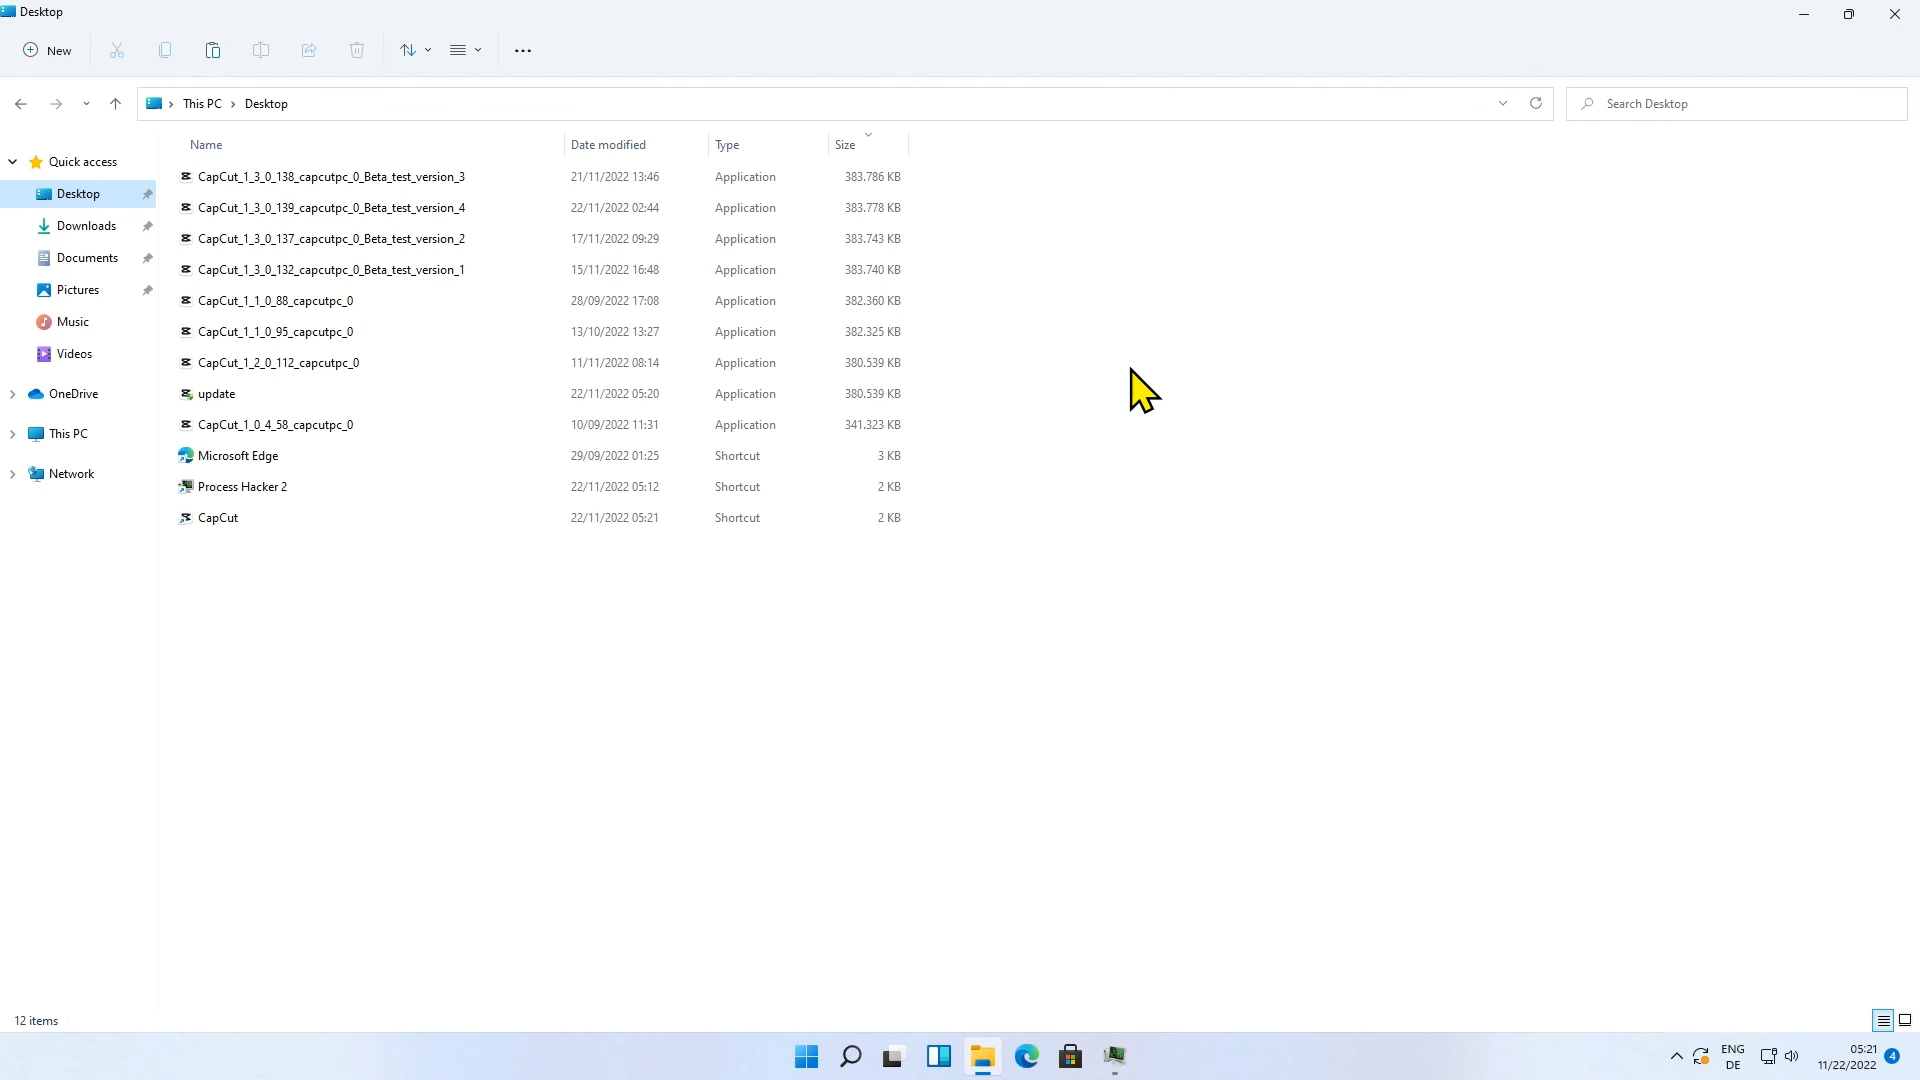 Desktop
New
This PC
Desktop
Search Desktop
Name Date modified Type Size
Quick access
Desktop
Downloads
Documents
Pictures
Music
Videos
OneDrive
This PC
Network
CapCut_1_3_0_138_capcutpc_0_Beta_test_version_3 21/11/2022 13:46 Application 383.786 KB
CapCut_1_3_0_139_capcutpc_0_Beta_test_version_4 22/11/2022 02:44 Application 383.778 KB
CapCut_1_3_0_137_capcutpc_0_Beta_test_version_2 17/11/2022 09:29 Application 383.743 KB
CapCut_1_3_0_132_capcutpc_0_Beta_test_version_1 15/11/2022 16:48 Application 383.740 KB
CapCut_1_1_0_88_capcutpc_0 28/09/2022 17:08 Application 382.360 KB
CapCut_1_1_0_95_capcutpc_0 13/10/2022 13:27 Application 382.325 KB
CapCut_1_2_0_112_capcutpc_0 11/11/2022 08:14 Application 380.539 KB
update 22/11/2022 05:20 Application 380.539 KB
CapCut_1_0_4_58_capcutpc_0 10/09/2022 11:31 Application 341.323 KB
Microsoft Edge 29/09/2022 01:25 Shortcut 3 KB
Process Hacker 2 22/11/2022 05:12 Shortcut 2 KB
CapCut 22/11/2022 05:21 Shortcut 2 KB
12 items
ENG
DE
05:21
11/22/2022
4